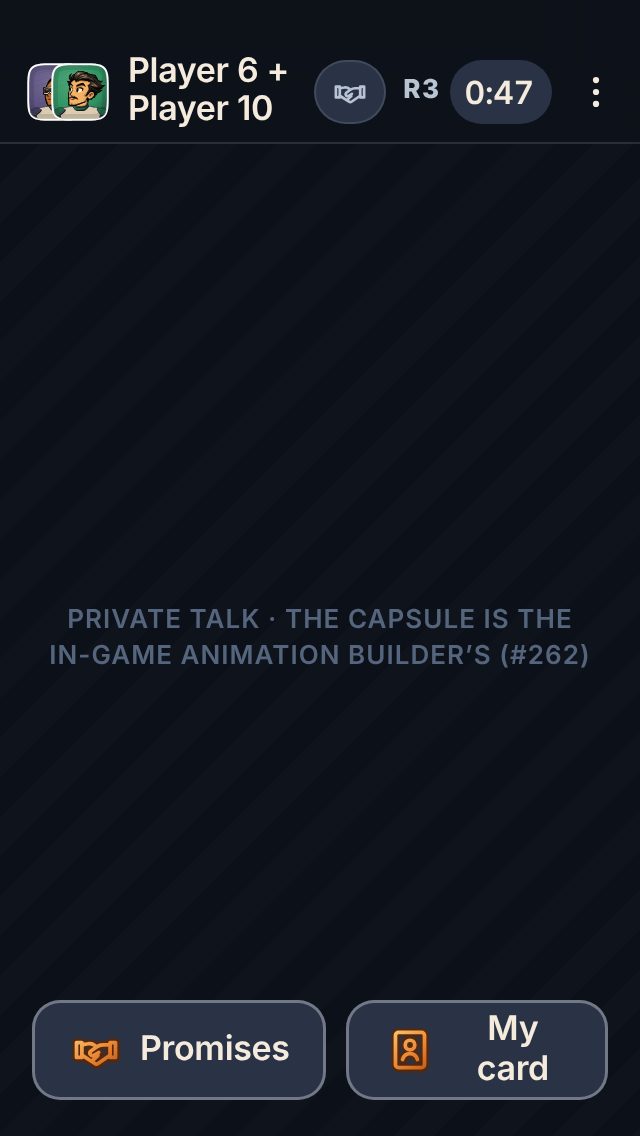 Player 6 +
Player 10
R3
0:47
PRIVATE TALK · THE CAPSULE IS THE
IN-GAME ANIMATION BUILDER’S (#262)
Promises
My
card